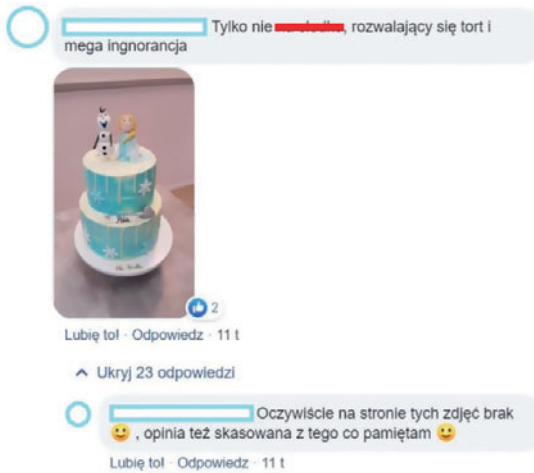 Tylko nie , rozwalający się tort i
mega ingnorancja
2
Lubię to! · Odpowiedz · 11 t
Ukryj 23 odpowiedzi
Oczywiście na stronie tych zdjęć brak
🙂 , opinia też skasowana z tego co pamiętam 🙂
Lubię to! · Odpowiedz · 11 t